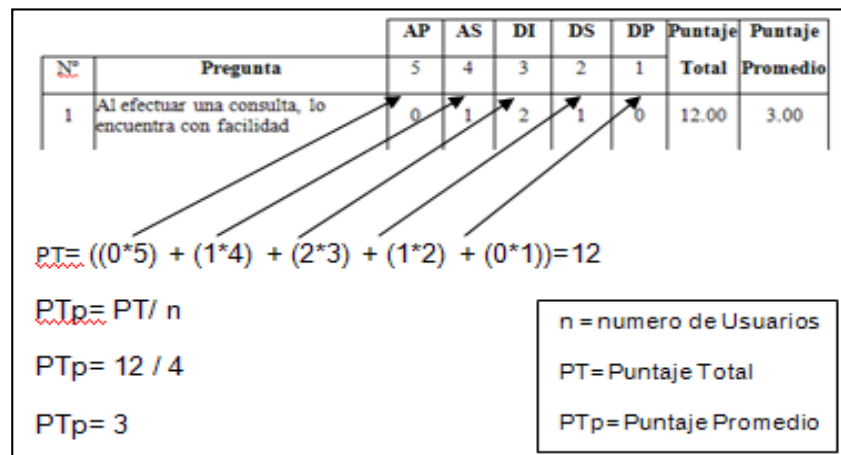 AP AS DI DS DP Puntaje Puntaje
Nº Pregunta 5 4 3 2 1 Total Promedio
1 Al efectuar una consulta, lo encuentra con facilidad 0 1 2 1 0 12.00 3.00
PT= ((0*5) + (1*4) + (2*3) + (1*2) + (0*1))=12
PTp= PT/ n
PTp= 12 / 4
PTp= 3
n = numero de Usuarios
PT= Puntaje Total
PTp= Puntaje Promedio